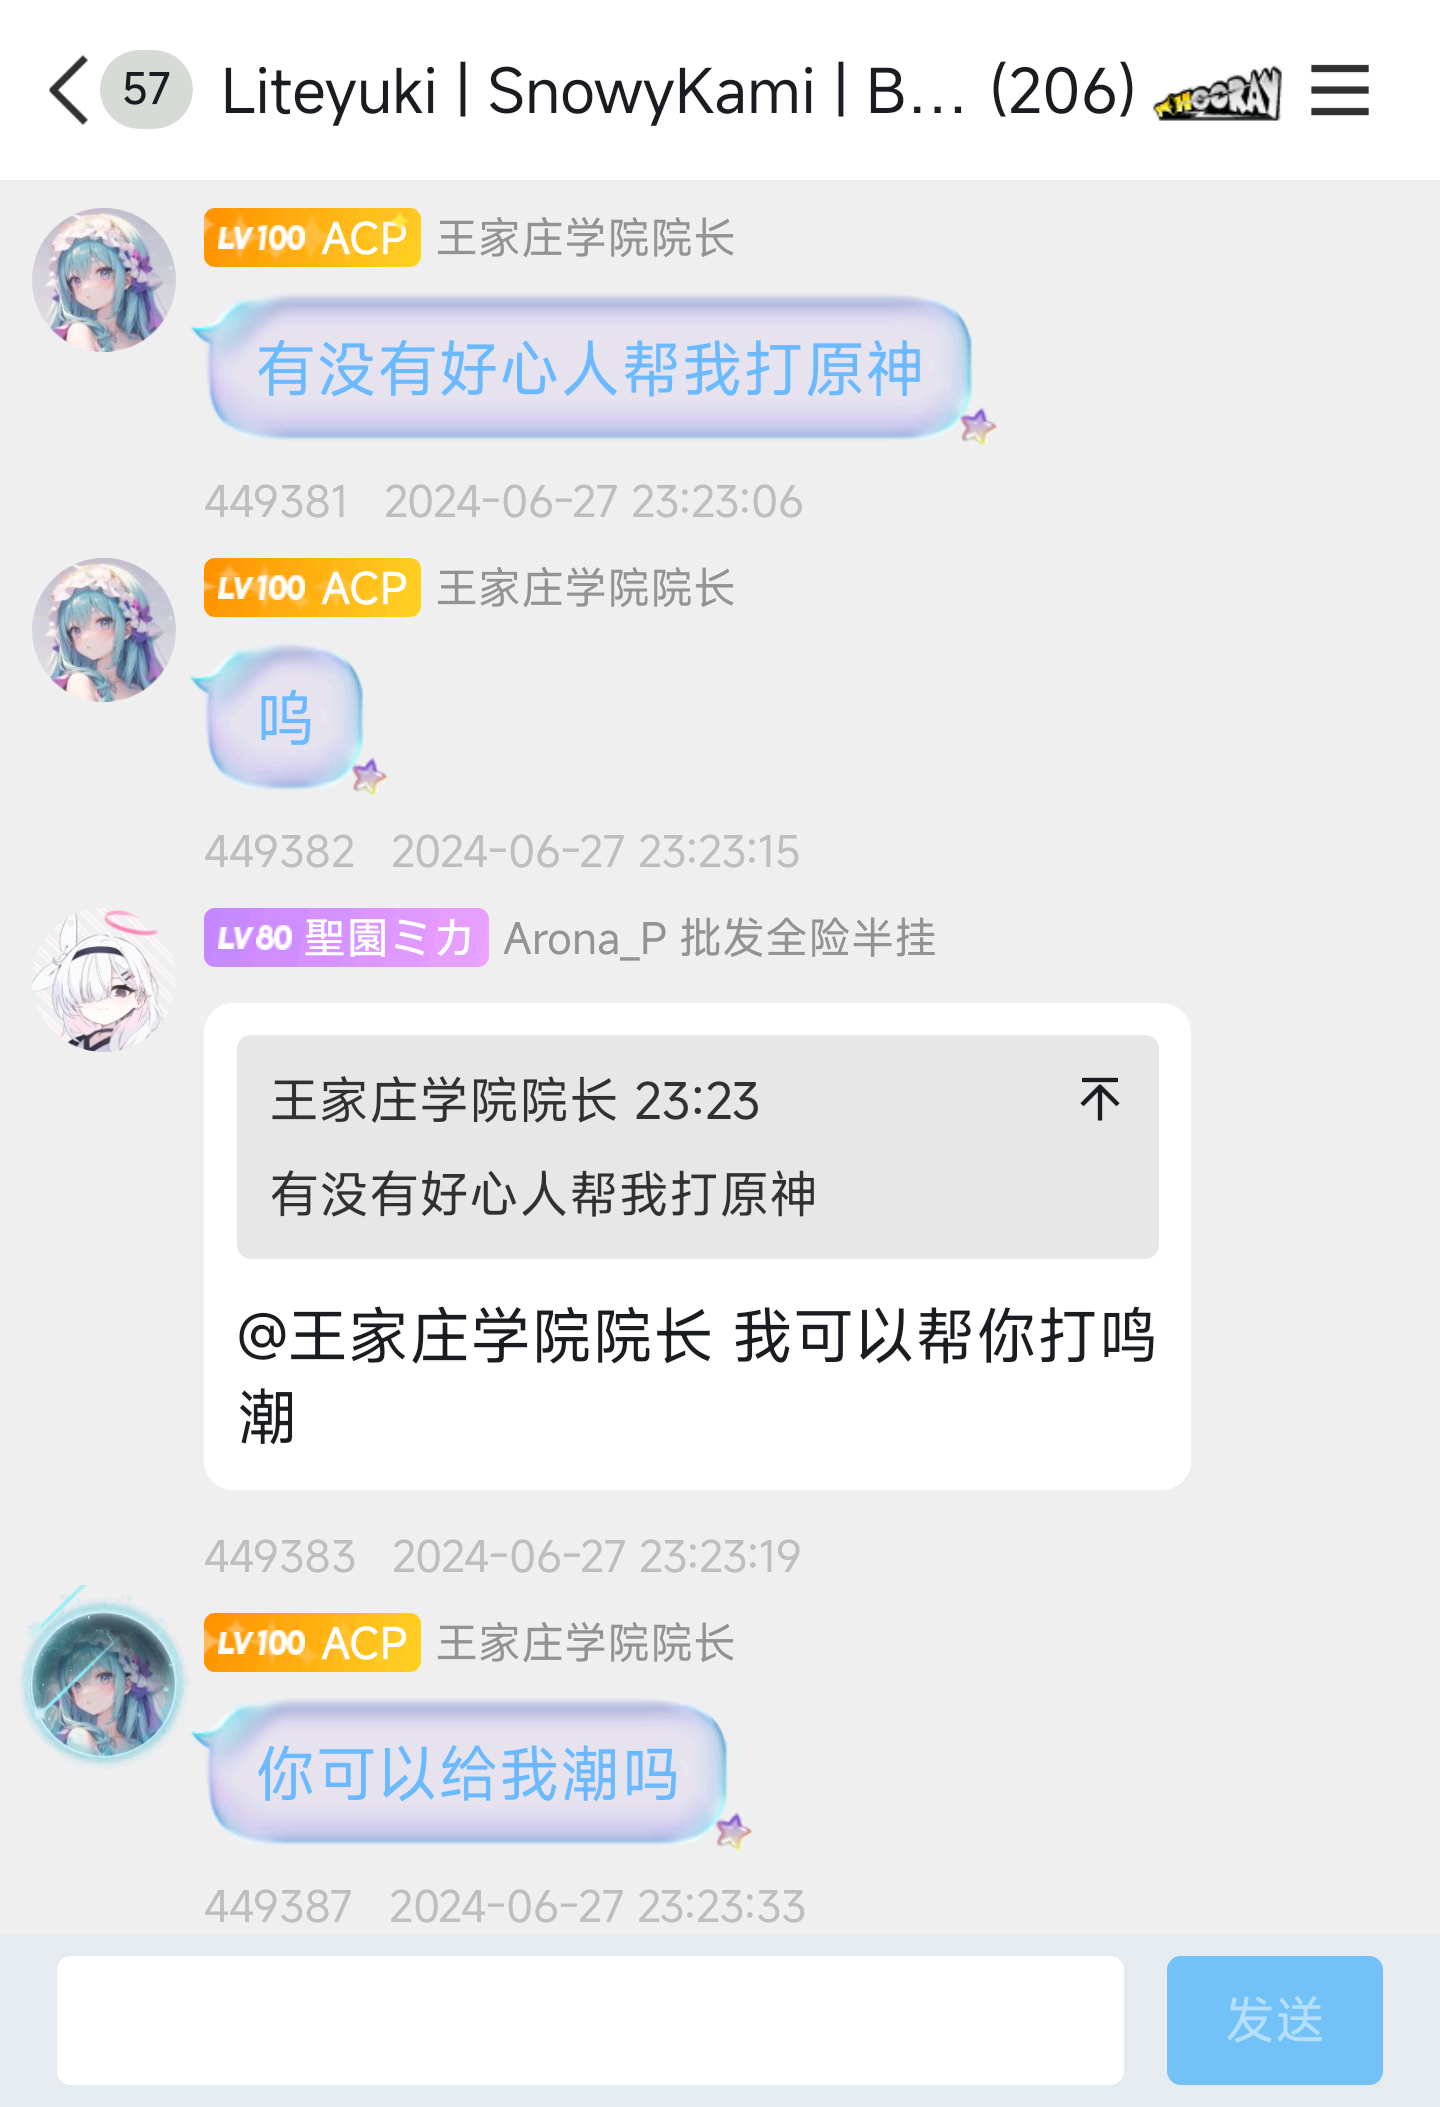 57 Liteyuki | SnowyKami | B... (206) WHOORAY
LV100 ACP 王家庄学院院长
有没有好心人帮我打原神
449381 2024-06-27 23:23:06
LV100 ACP 王家庄学院院长
呜
449382 2024-06-27 23:23:15
LV80 聖園ミカ Arona_P 批发全险半挂
王家庄学院院长 23:23
有没有好心人帮我打原神
@王家庄学院院长 我可以帮你打鸣
潮
449383 2024-06-27 23:23:19
LV100 ACP 王家庄学院院长
你可以给我潮吗
449387 2024-06-27 23:23:33
发送